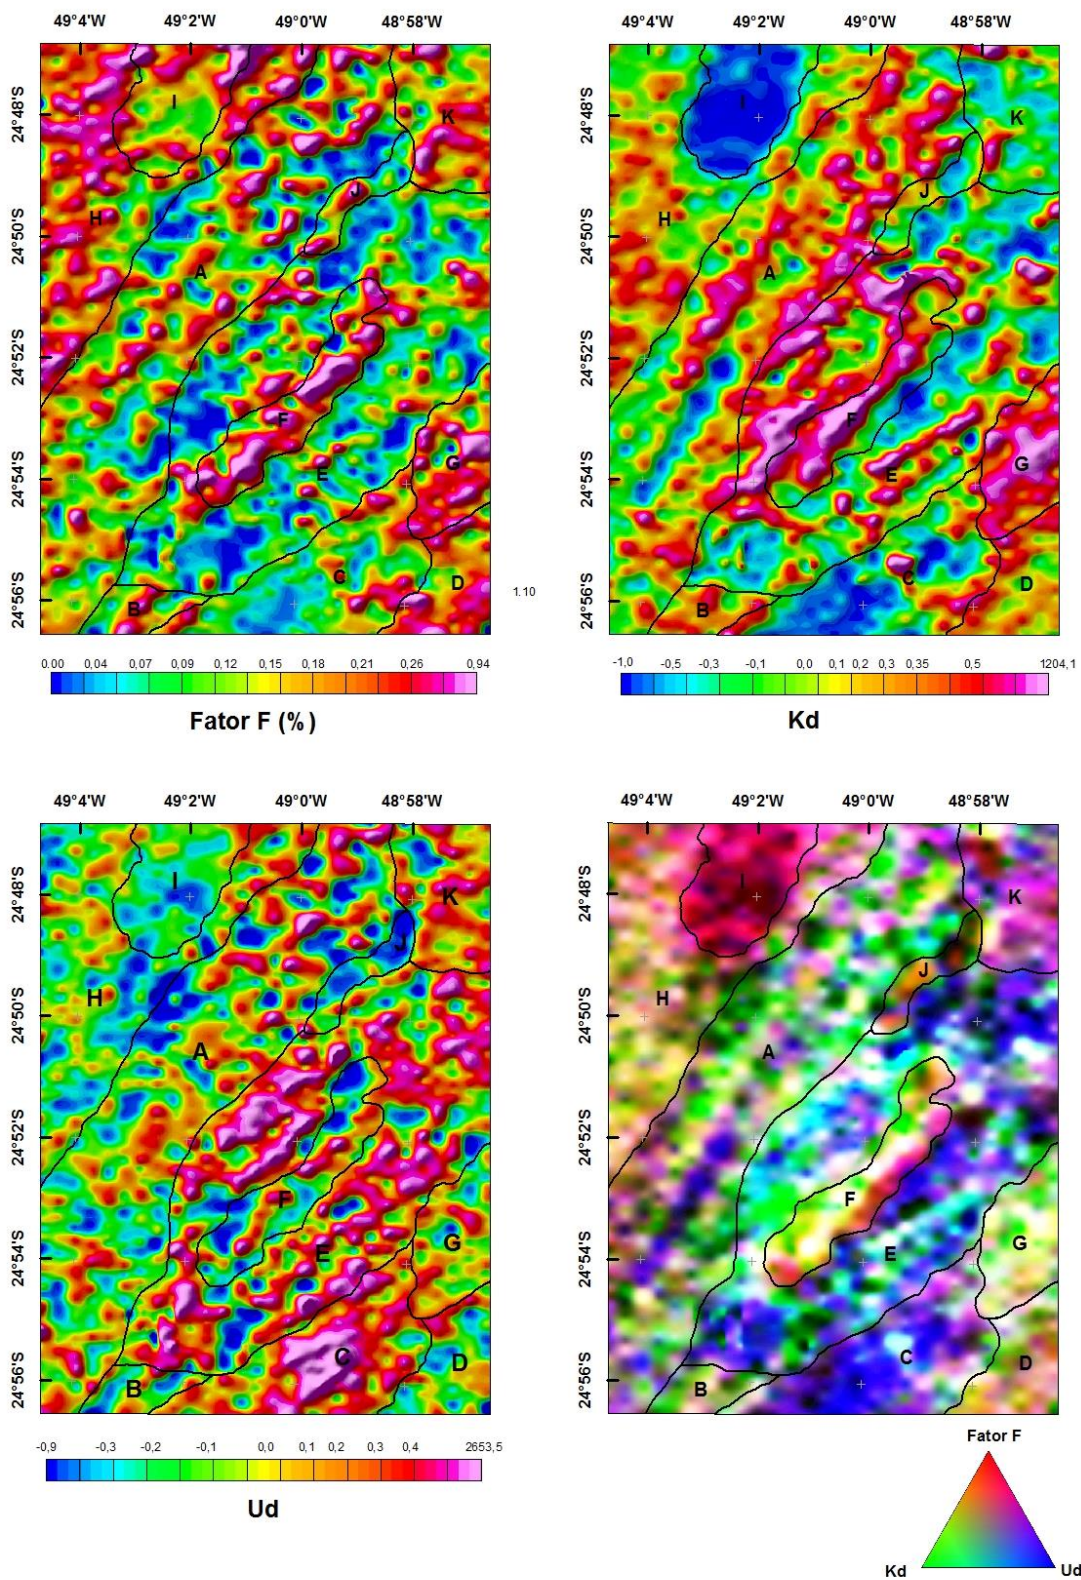 49°4'W 49°2'W 49°0'W 48°58'W
49°4'W 49°2'W 49°0'W 48°58'W
24°48'S
24°50'S
24°52'S
24°54'S
24°56'S
I
K
J
H
A
F
E
G
C
D
B
24°48'S
24°50'S
24°52'S
24°54'S
24°56'S
I
K
J
H
A
F
E
G
C
D
B
1.10
0.00 0,04 0,07 0,09 0,12 0,15 0,18 0,21 0,26 0,94
Fator F (%)
-1,0 -0,5 -0,3 -0,1 0,0 0,1 0,2 0,3 0,35 0,5 1204,1
Kd
49°4'W 49°2'W 49°0'W 48°58'W
49°4'W 49°2'W 49°0'W 48°58'W
24°48'S
24°50'S
24°52'S
24°54'S
24°56'S
I
K
J
H
A
F
E
G
C
D
B
24°48'S
24°50'S
24°52'S
24°54'S
24°56'S
I
K
J
H
A
F
E
G
C
D
B
-0,9 -0,3 -0,2 -0,1 0,0 0,1 0,2 0,3 0,4 2653,5
Ud
Fator F
Kd Ud